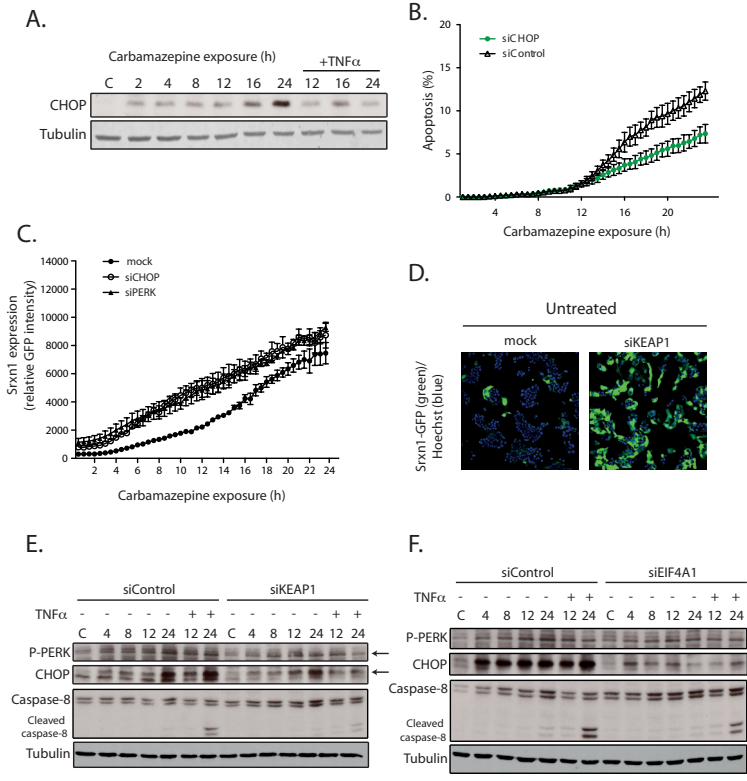 A.
Carbamazepine exposure (h)
+TNFα
C 2 4 8 12 16 24 12 16 24
CHOP
Tubulin
B.
siCHOP
siControl
Apoptosis (%)
20
15
10
5
0
4 8 12 16 20
Carbamazepine exposure (h)
C.
mock
siCHOP
siPERK
Srxn1 expression
(relative GFP intensity)
14000
12000
10000
8000
6000
4000
2000
0
2 4 6 8 10 12 14 16 18 20 22 24
Carbamazepine exposure (h)
D.
Untreated
mock siKEAP1
Srxn1-GFP (green)/
Hoechst (blue)
E.
siControl siKEAP1
TNFα - - - - - + + - - - - - + +
C 4 8 12 24 12 24 C 4 8 12 24 12 24
P-PERK
CHOP
Caspase-8
Cleaved
caspase-8
Tubulin
F.
siControl siEIF4A1
TNFα - - - - - + + - - - - - + +
C 4 8 12 24 12 24 C 4 8 12 24 12 24
P-PERK
CHOP
Caspase-8
Cleaved
caspase-8
Tubulin